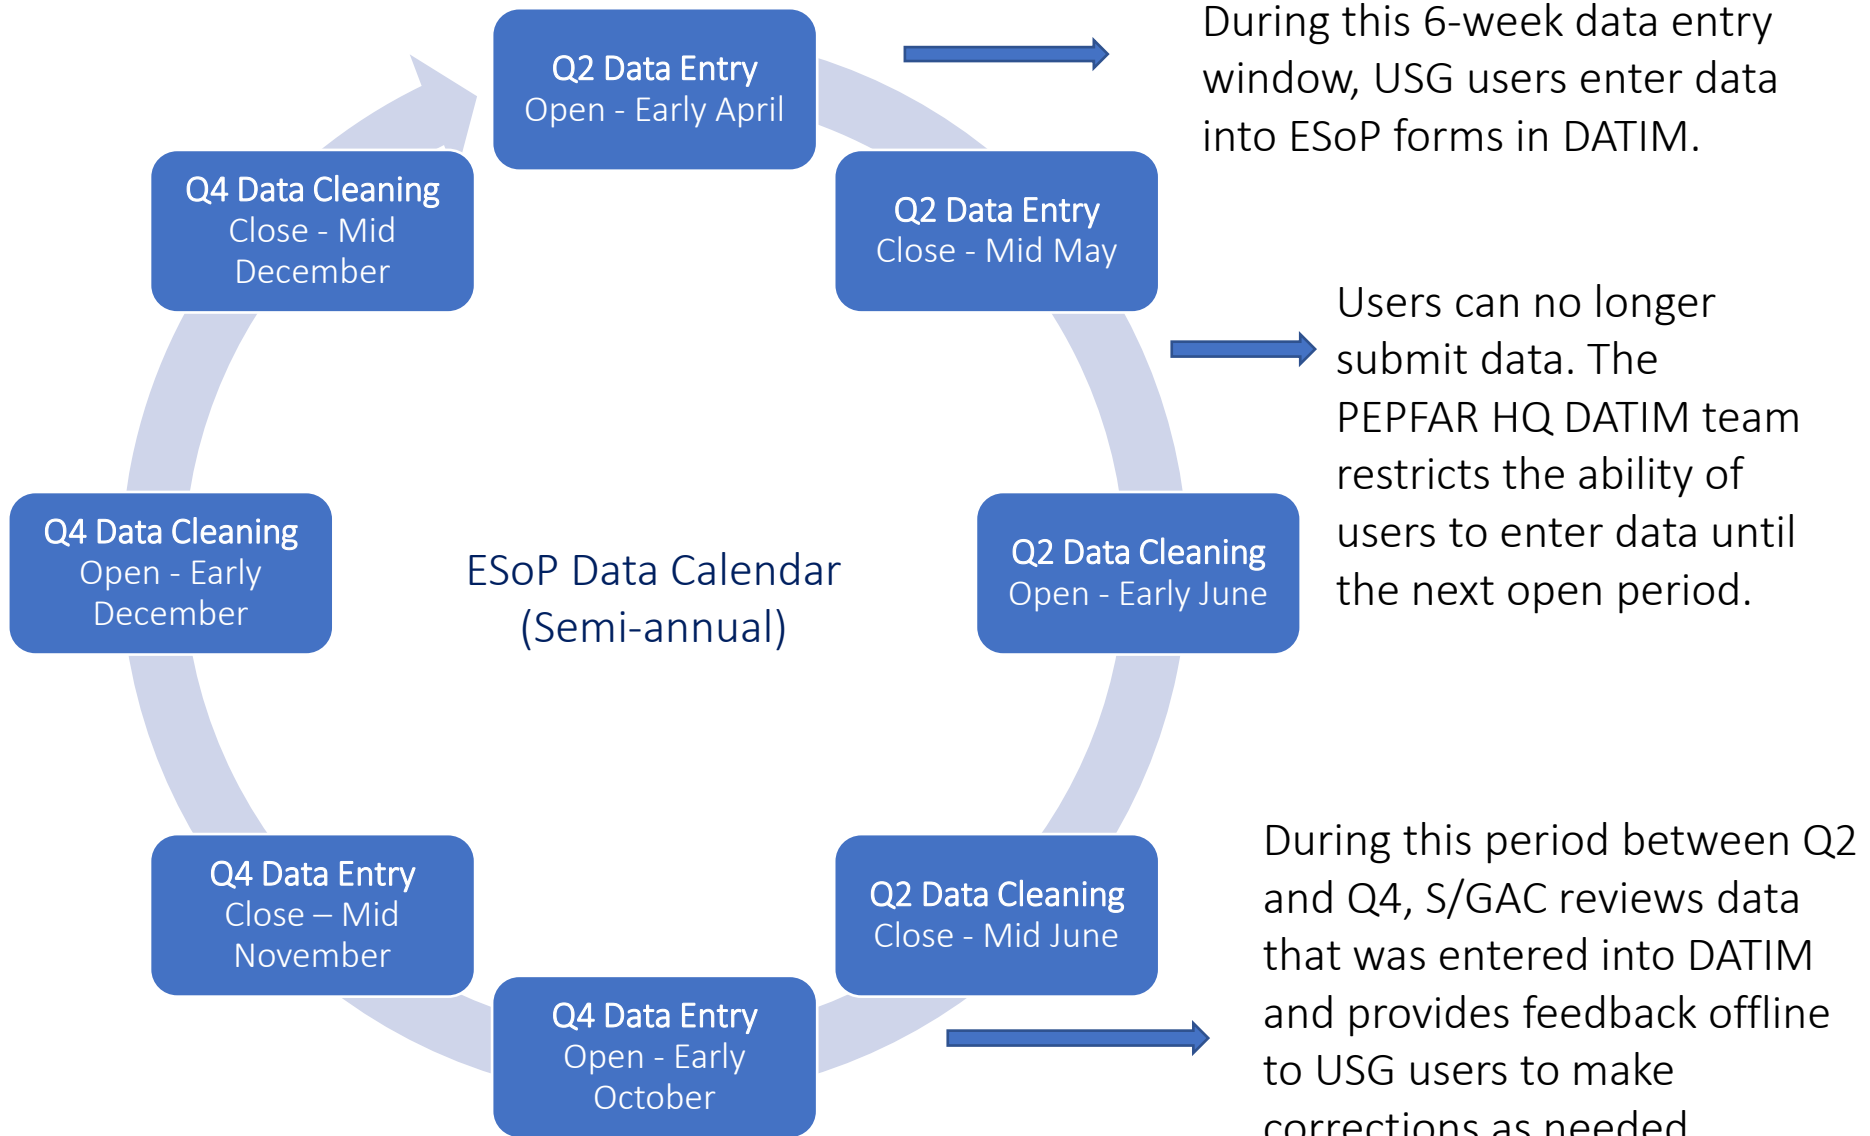 Q2 Data Entry
Open - Early April
During this 6-week data entry
window, USG users enter data
into ESoP forms in DATIM.
Q2 Data Entry
Close - Mid May
Users can no longer
submit data. The
PEPFAR HQ DATIM team
restricts the ability of
users to enter data until
the next open period.
Q2 Data Cleaning
Open - Early June
Q2 Data Cleaning
Close - Mid June
During this period between Q2
and Q4, S/GAC reviews data
that was entered into DATIM
and provides feedback offline
to USG users to make
corrections as needed
Q4 Data Entry
Open - Early
October
Q4 Data Entry
Close – Mid
November
Q4 Data Cleaning
Open - Early
December
Q4 Data Cleaning
Close - Mid
December
ESoP Data Calendar
(Semi-annual)